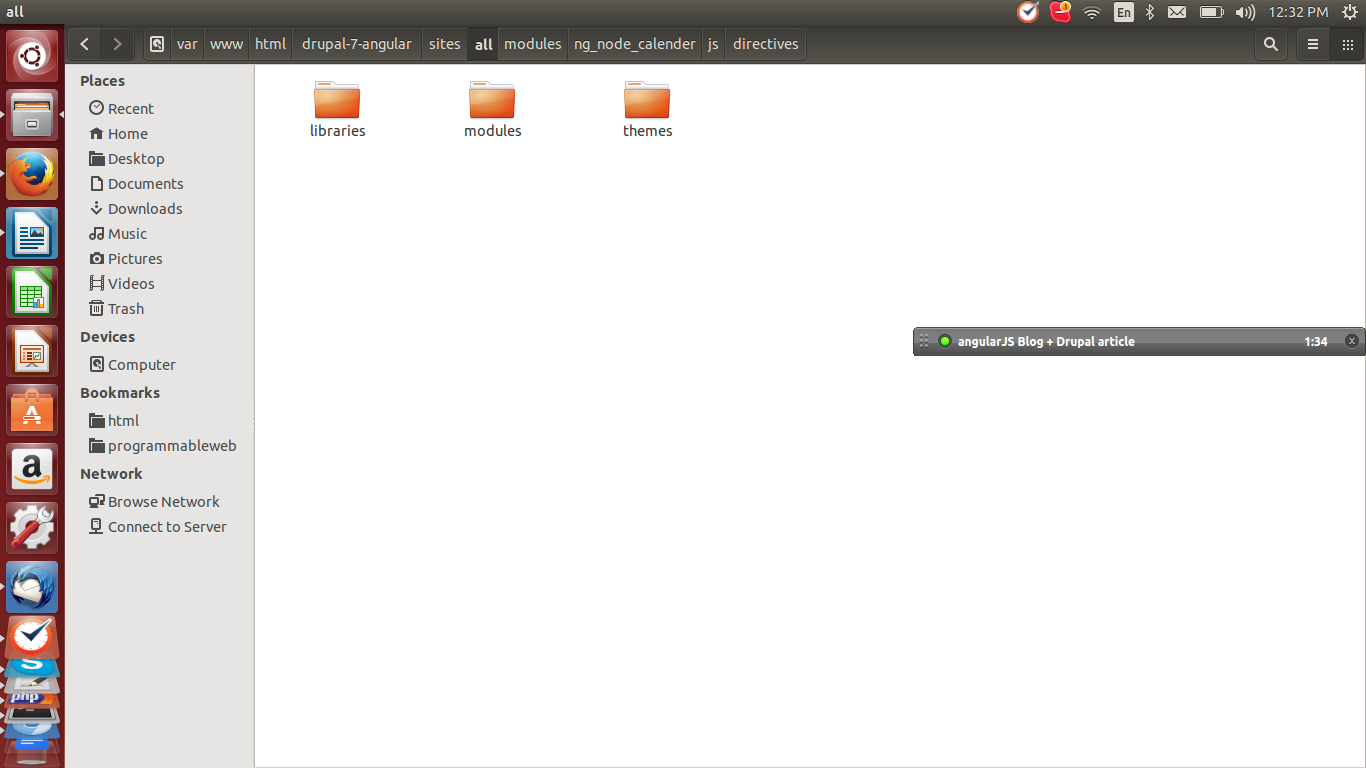 all
En
12:32 PM
var www html drupal-7-angular sites all modules ng_node_calender js directives
Places
Recent
Home
Desktop
Documents
Downloads
Music
Pictures
Videos
Trash
Devices
Computer
Bookmarks
html
programmableweb
Network
Browse Network
Connect to Server
libraries modules themes
angularJS Blog + Drupal article 1:34 x
a
S
php